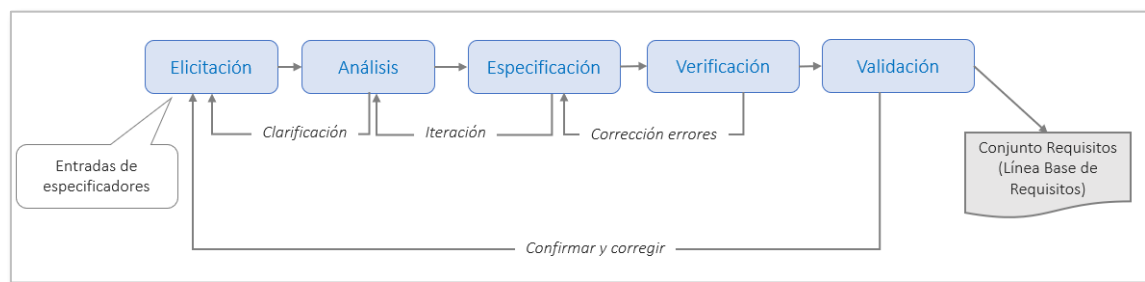 Elicitación
Análisis
Especificación
Verificación
Validación
Clarificación
Iteración
Corrección errores
Entradas de
especificadores
Conjunto Requisitos
(Línea Base de
Requisitos)
Confirmar y corregir